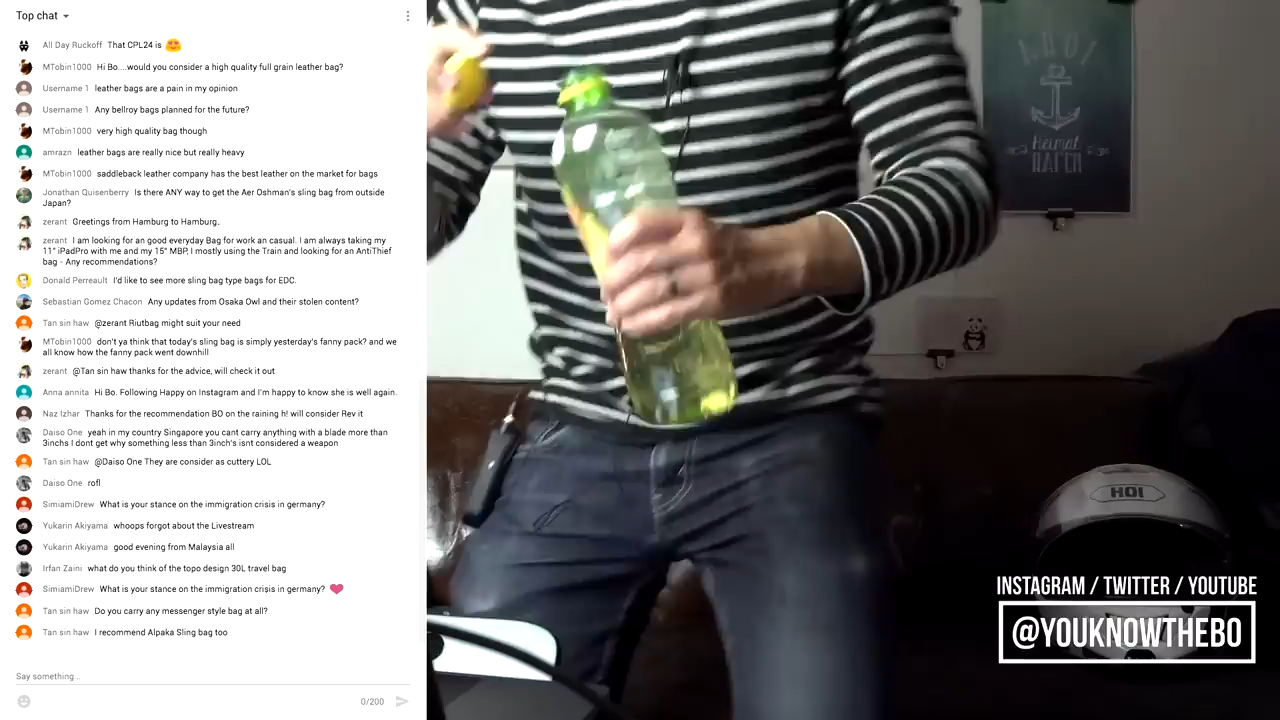 Top chat
All Day Ruckoff That CPL24 is
MTobin1000 Hi Bo....would you consider a high quality full grain leather bag?
Username 1 leather bags are a pain in my opinion
Username 1 Any bellroy bags planned for the future?
MTobin1000 very high quality bag though
amrazn leather bags are really nice but really heavy
MTobin1000 saddleback leather company has the best leather on the market for bags
Jonathan Quisenberry Is there ANY way to get the Aer Oshman's sling bag from outside
Japan?
zerant Greetings from Hamburg to Hamburg.
zerant I am looking for an good everyday Bag for work an casual. I am always taking my
11" iPadPro with me and my 15" MBP, I mostly using the Train and looking for an AntiThief
bag - Any recommendations?
Donald Perreault I'd like to see more sling bag type bags for EDC.
Sebastian Gomez Chacon Any updates from Osaka Owl and their stolen content?
Tan sin haw @zerant Riutbag might suit your need
MTobin1000 don't ya think that today's sling bag is simply yesterday's fanny pack? and we
all know how the fanny pack went downhill
zerant @Tan sin haw thanks for the advice, will check it out
Anna annita Hi Bo. Following Happy on Instagram and I'm happy to know she is well again.
Naz Izhar Thanks for the recommendation BO on the raining h! will consider Rev it
Daiso One yeah in my country Singapore you cant carry anything with a blade more than
3inchs I dont get why something less than 3inch's isnt considered a weapon
Tan sin haw @Daiso One They are consider as cuttery LOL
Daiso One rofl
SimiamiDrew What is your stance on the immigration crisis in germany?
Yukarin Akiyama whoops forgot about the Livestream
Yukarin Akiyama good evening from Malaysia all
Irfan Zaini what do you think of the topo design 30L travel bag
SimiamiDrew What is your stance on the immigration crisis in germany?
Tan sin haw Do you carry any messenger style bag at all?
Tan sin haw I recommend Alpaka Sling bag too
Say something...
0/200
AHOI
Heimat
HAFEN
HOI
INSTAGRAM / TWITTER / YOUTUBE
@YOUKNOWTHEBO